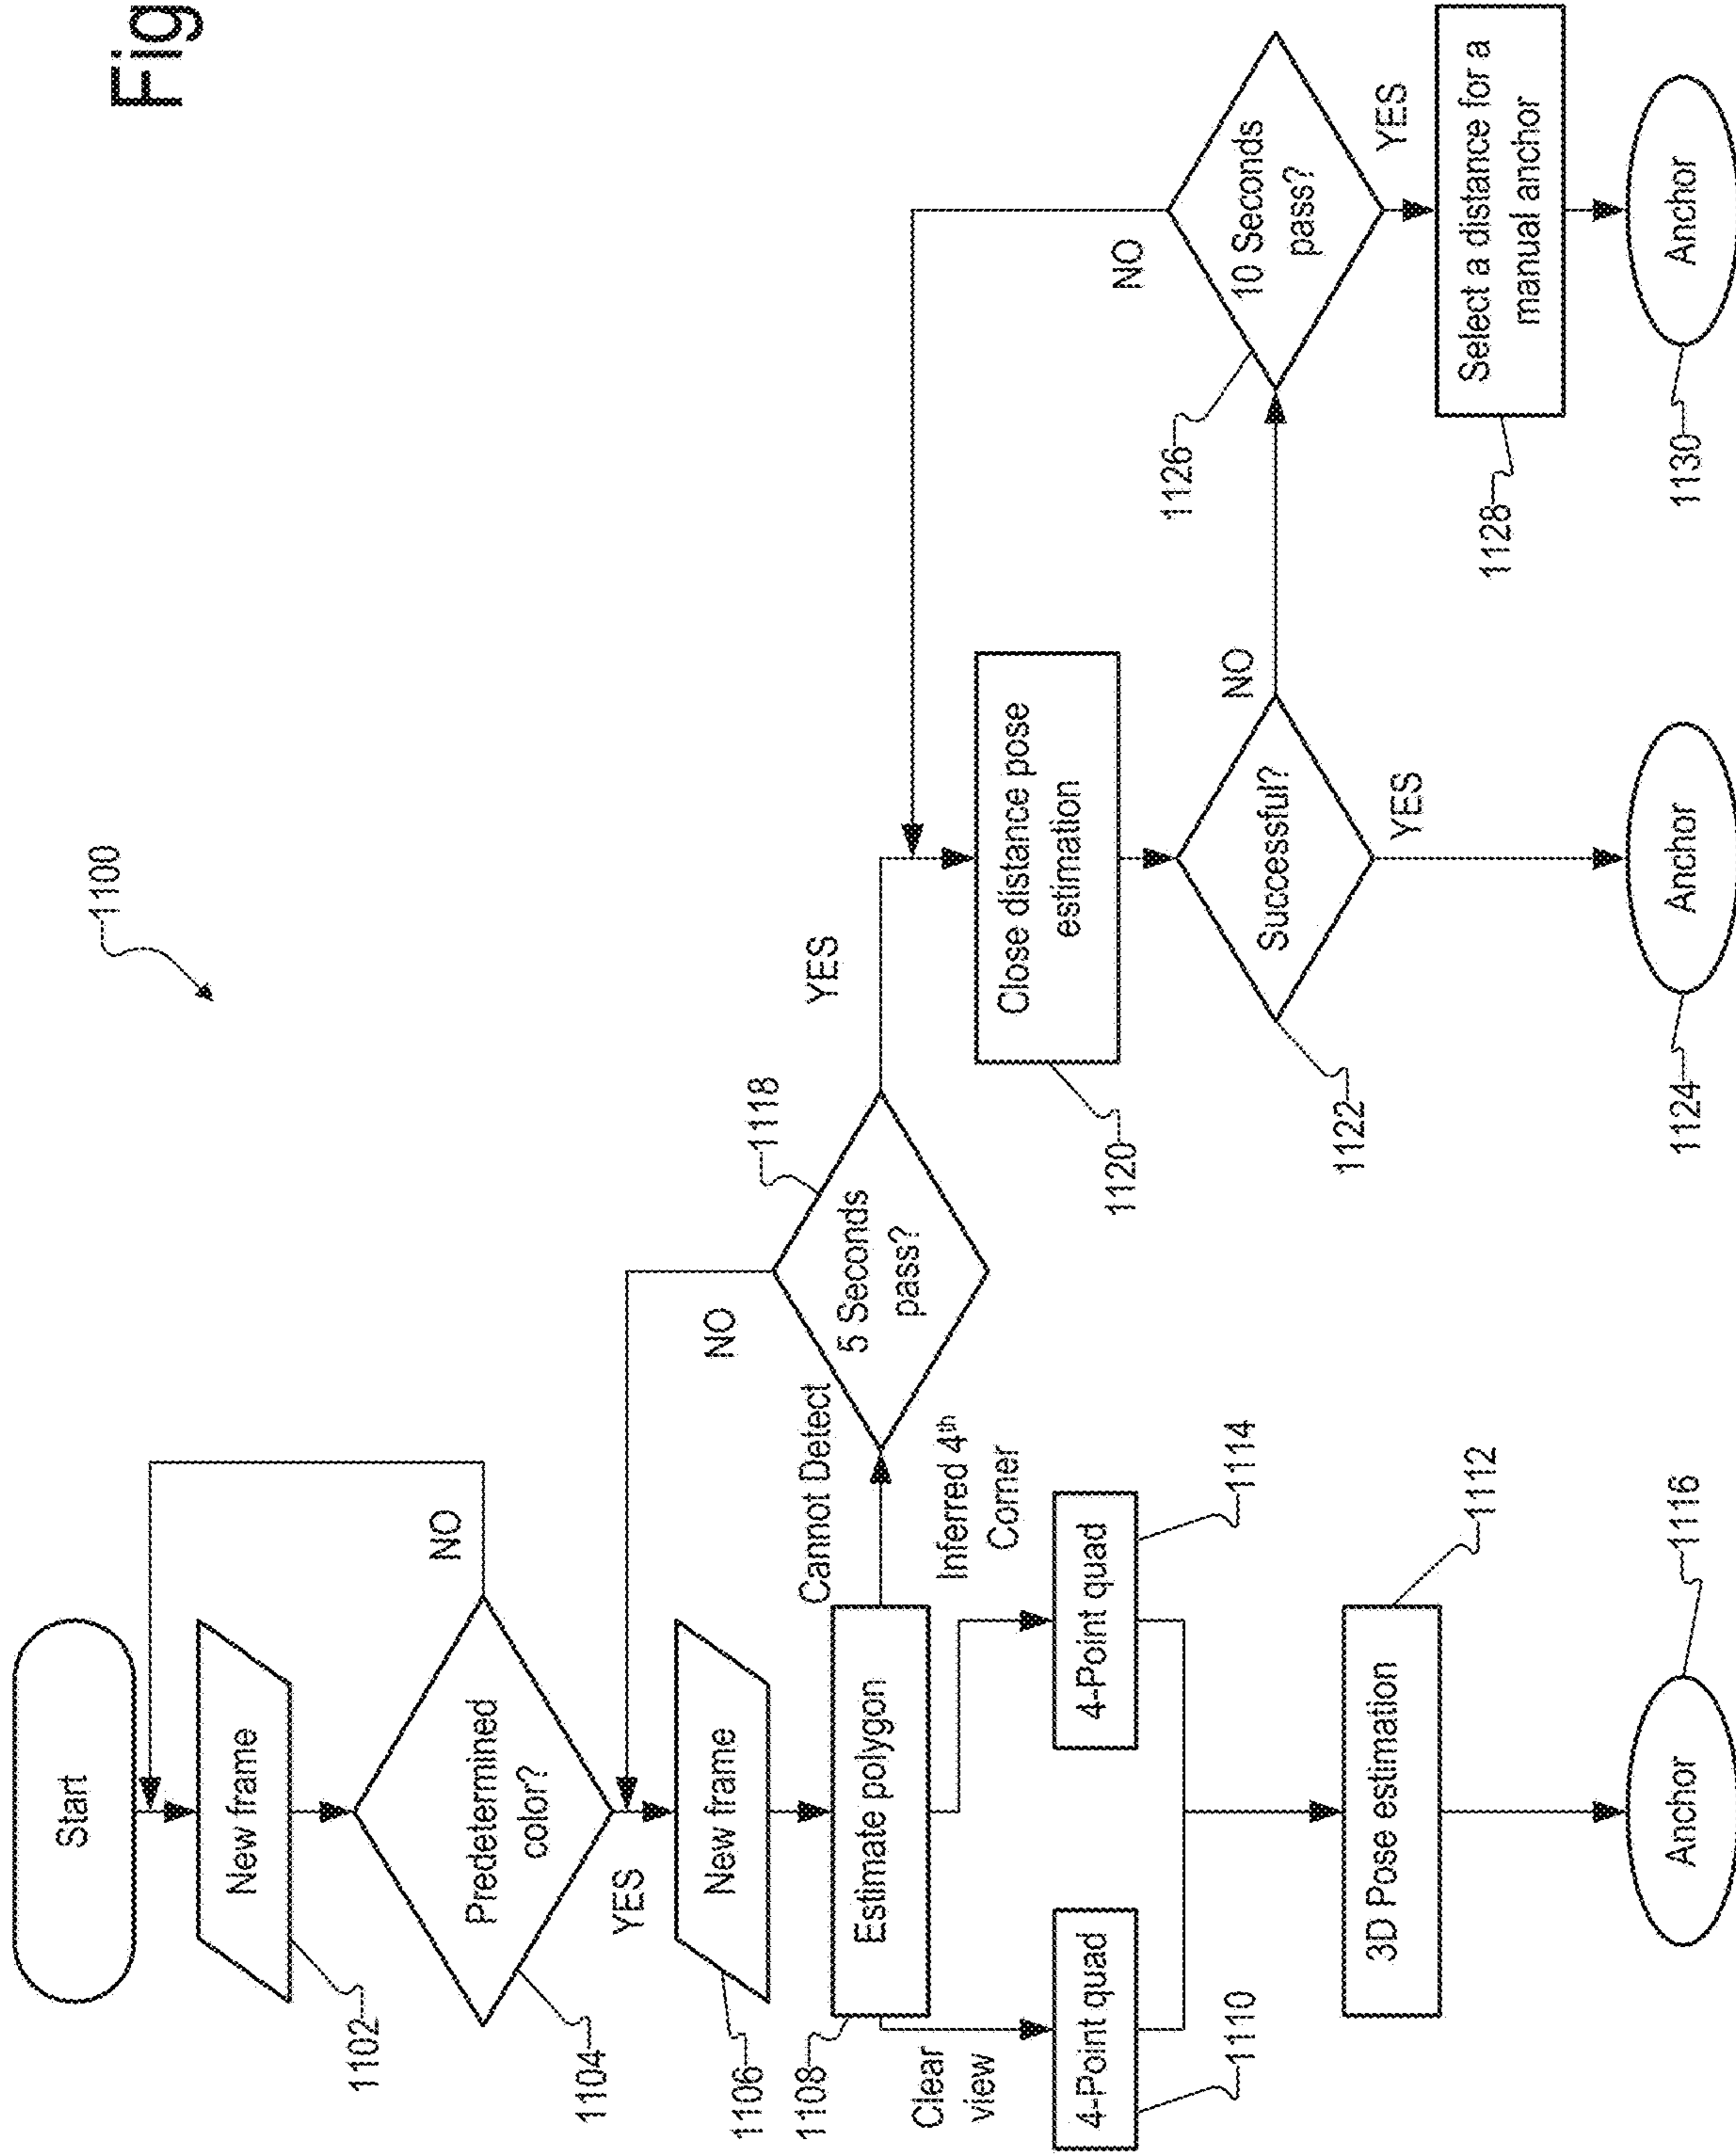 Fig
1100
Start
New frame
1102
Predetermined
color?
1104
NO
YES
New frame
1106
Estimate polygon
1108
Cannot Detect
5 Seconds
pass?
1118
NO
YES
Clear
view
Inferred 4th
Corner
4-Point quad
1110
4-Point quad
1114
3D Pose estimation
1112
Anchor
1116
Close distance pose
estimation
1120
Successful?
1122
NO
YES
Anchor
1124
10 Seconds
pass?
1126
NO
YES
Select a distance for a
manual anchor
1128
Anchor
1130